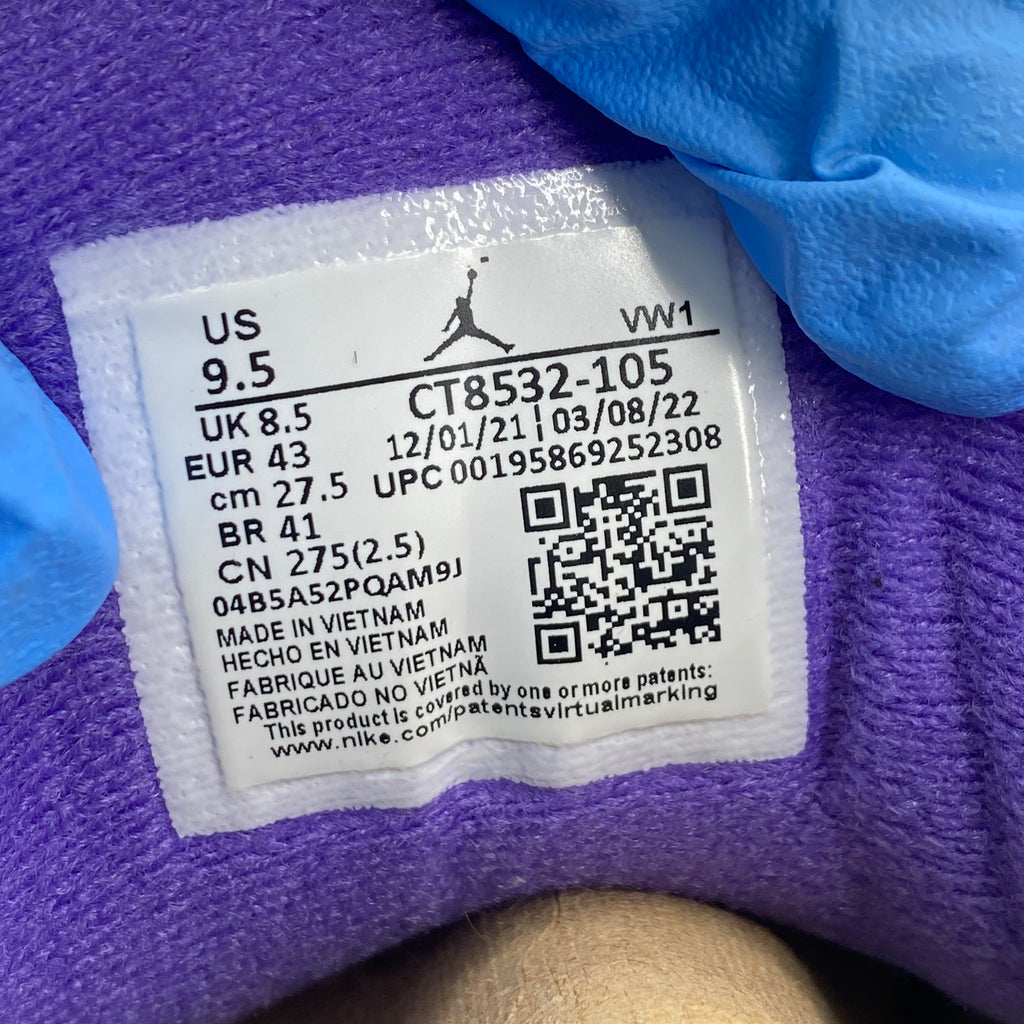 US
VW1
9.5
CT8532-105
UK 8.5
12/01/21 | 03/08/22
EUR 43
UPC 00195869252308
cm 27.5
BR 41
CN 275(2.5)
04B5A52PQAM9J
MADE IN VIETNAM
HECHO EN VIETNAM
FABRIQUE AU VIETNAM
FABRICADO NO VIETNÃ
This product is covered by one or more patents:
www.nike.com/patentsvirtualmarking